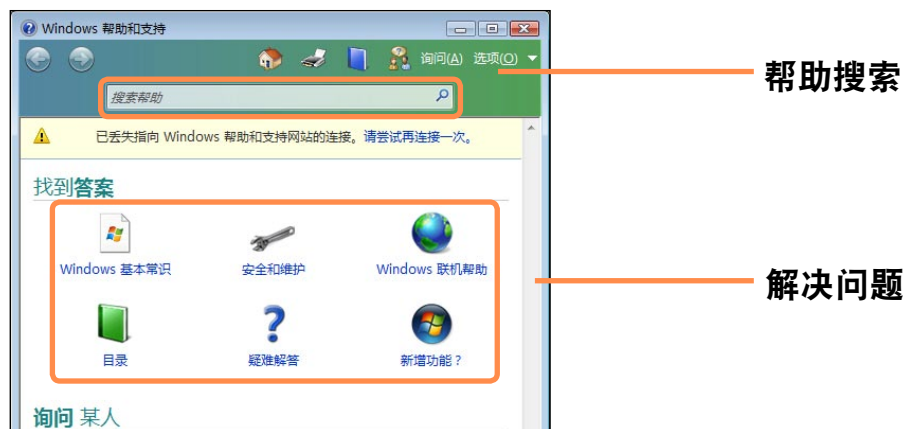 Windows 帮助和支持
询问(A) 选项(O)
帮助搜索
搜索帮助
已丢失指向 Windows 帮助和支持网站的连接。请尝试再连接一次。
找到答案
Windows 基本常识 安全和维护 Windows 联机帮助
解决问题
目录 疑难解答 新增功能?
询问 某人